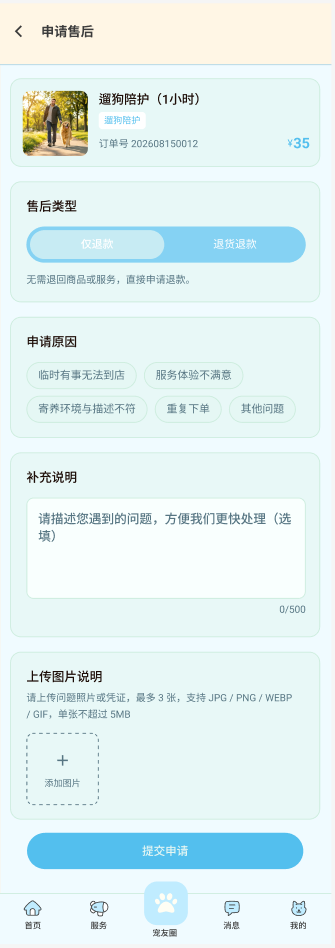 申请售后
遛狗陪护（1小时）
遛狗陪护
订单号 202608150012
¥35
售后类型
仅退款
退货退款
无需退回商品或服务，直接申请退款。
申请原因
临时有事无法到店
服务体验不满意
寄养环境与描述不符
重复下单
其他问题
补充说明
请描述您遇到的问题，方便我们更快处理（选
填）
0/500
上传图片说明
请上传问题照片或凭证，最多 3 张，支持 JPG / PNG / WEBP
/ GIF，单张不超过 5MB
+
添加图片
提交申请
首页
服务
宠友圈
消息
我的